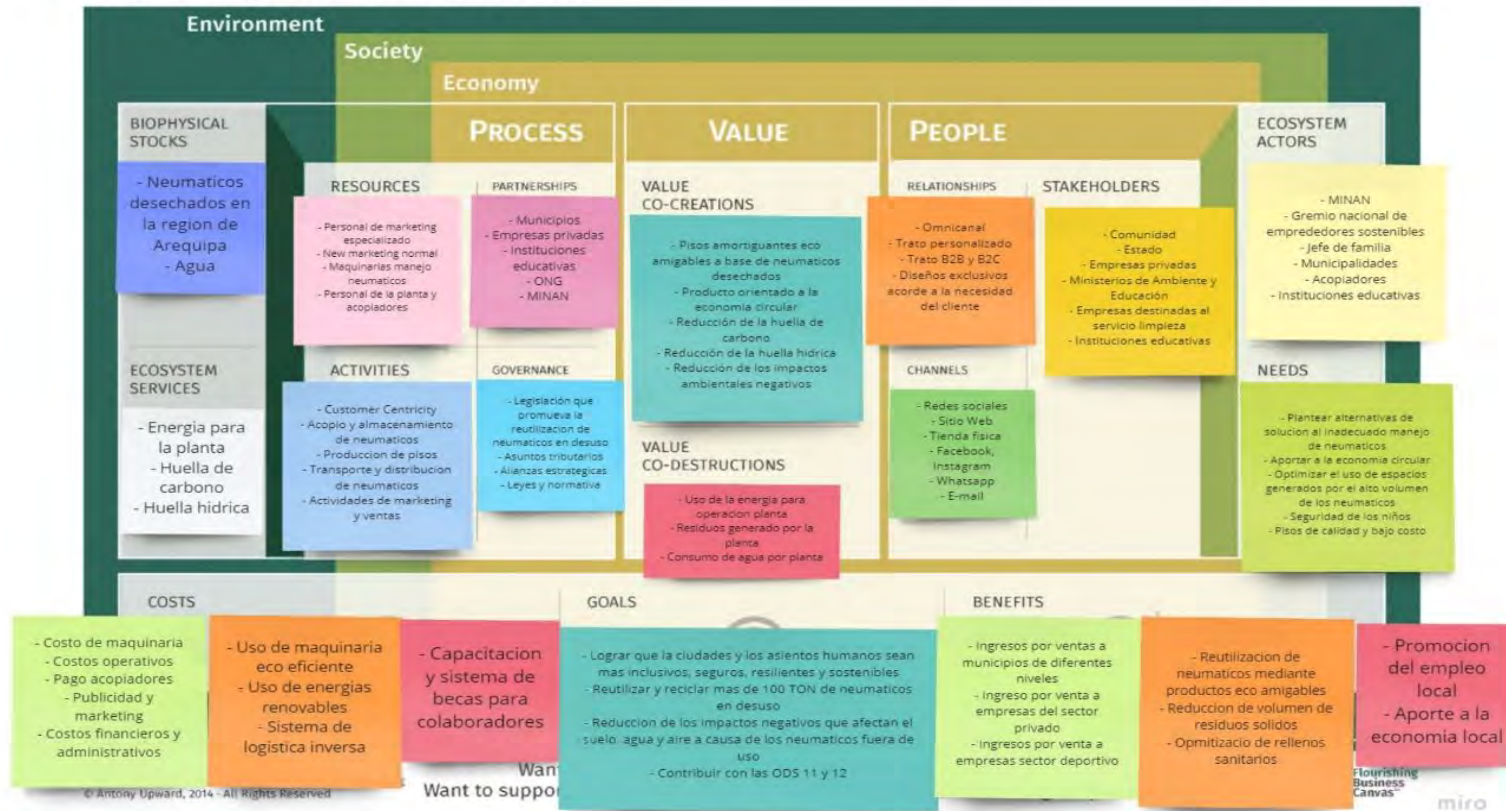 Environment
Society
Economy
BIOPHYSICAL
STOCKS
- Neumaticos
desechados en
la region de
Arequipa
- Agua
ECOSYSTEM
SERVICES
- Energia para
la planta
- Huella de
carbono
- Huella hidrica
PROCESS
RESOURCES
- Personal de marketing
especializado
- New marketing normal
- Maquinarias manejo
neumaticos
- Personal de la planta y
acopiadores
PARTNERSHIPS
- Municipios
- Empresas privadas
- Instituciones
educativas
- ONG
- MINAN
ACTIVITIES
- Customer Centricity
- Acopio y almacenamiento
de neumaticos
- Produccion de pisos
- Transporte y distribucion
de neumaticos
- Actividades de marketing
y ventas
GOVERNANCE
- Legislación que
promueva la
reutilizacion de
neumaticos en desuso
- Asuntos tributarios
- Alianzas estrategicas
- Leyes y normativa
VALUE
VALUE
CO-CREATIONS
- Pisos amortiguantes eco
amigables a base de neumaticos
desechados
- Producto orientado a la
economia circular
- Reducción de la huella de
carbono
- Reducción de la huella hidrica
- Reducción de los impactos
ambientales negativos
VALUE
CO-DESTRUCTIONS
- Uso de la energia para
operacion planta
- Residuos generado por la
planta
- Consumo de agua por planta
PEOPLE
RELATIONSHIPS
- Omnicanal
- Trato personalizado
- Trato B2B y B2C
- Diseños exclusivos
acorde a la necesidad
del cliente
STAKEHOLDERS
- Comunidad
- Estado
- Empresas privadas
- Ministerios de Ambiente y
Educación
- Empresas destinadas al
servicio limpieza
- Instituciones educativas
CHANNELS
- Redes sociales
- Sitio Web
- Tienda fisica
- Facebook,
Instagram
- Whatsapp
- E-mail
ECOSYSTEM
ACTORS
- MINAN
- Gremio nacional de
emprededores sostenibles
- Jefe de familia
- Municipalidades
- Acopiadores
- Instituciones educativas
NEEDS
- Plantear alternativas de
solucion al inadecuado manejo
de neumaticos
- Aportar a la economia circular
- Optimizar el uso de espacios
generados por el alto volumen
de los neumaticos
- Seguridad de los niños
- Pisos de calidad y bajo costo
COSTS
- Costo de maquinaria
- Costos operativos
- Pago acopiadores
- Publicidad y
marketing
- Costos financieros y
administrativos
- Uso de maquinaria
eco eficiente
- Uso de energias
renovables
- Sistema de
logistica inversa
- Capacitacion
y sistema de
becas para
colaboradores
GOALS
- Lograr que la ciudades y los asientos humanos sean
mas inclusivos, seguros, resilientes y sostenibles
- Reutilizar y reciclar mas de 100 TON de neumaticos
en desuso
- Reduccion de los impactos negativos que afectan el
suelo, agua y aire a causa de los neumaticos fuera de
uso
- Contribuir con las ODS 11 y 12
BENEFITS
- Ingresos por ventas a
municipios de diferentes
niveles
- Ingreso por venta a
empresas del sector
privado
- Ingresos por venta a
empresas sector deportivo
- Reutilizacion de
neumaticos mediante
productos eco amigables
- Reduccion de volumen de
residuos solidos
- Opmitizacio de rellenos
sanitarios
- Promocion
del empleo
local
- Aporte a la
economia local
© Antony Upward, 2014 - All Rights Reserved
Want
Want to suppo
Flourishing
Business
Canvas
miro